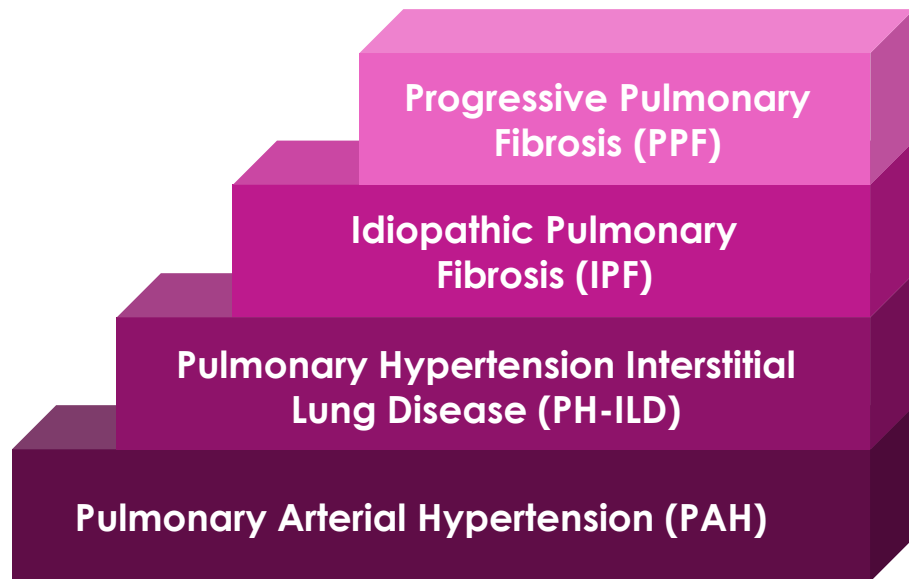 Progressive Pulmonary
Fibrosis (PPF)
Idiopathic Pulmonary
Fibrosis (IPF)
Pulmonary Hypertension Interstitial
Lung Disease (PH-ILD)
Pulmonary Arterial Hypertension (PAH)